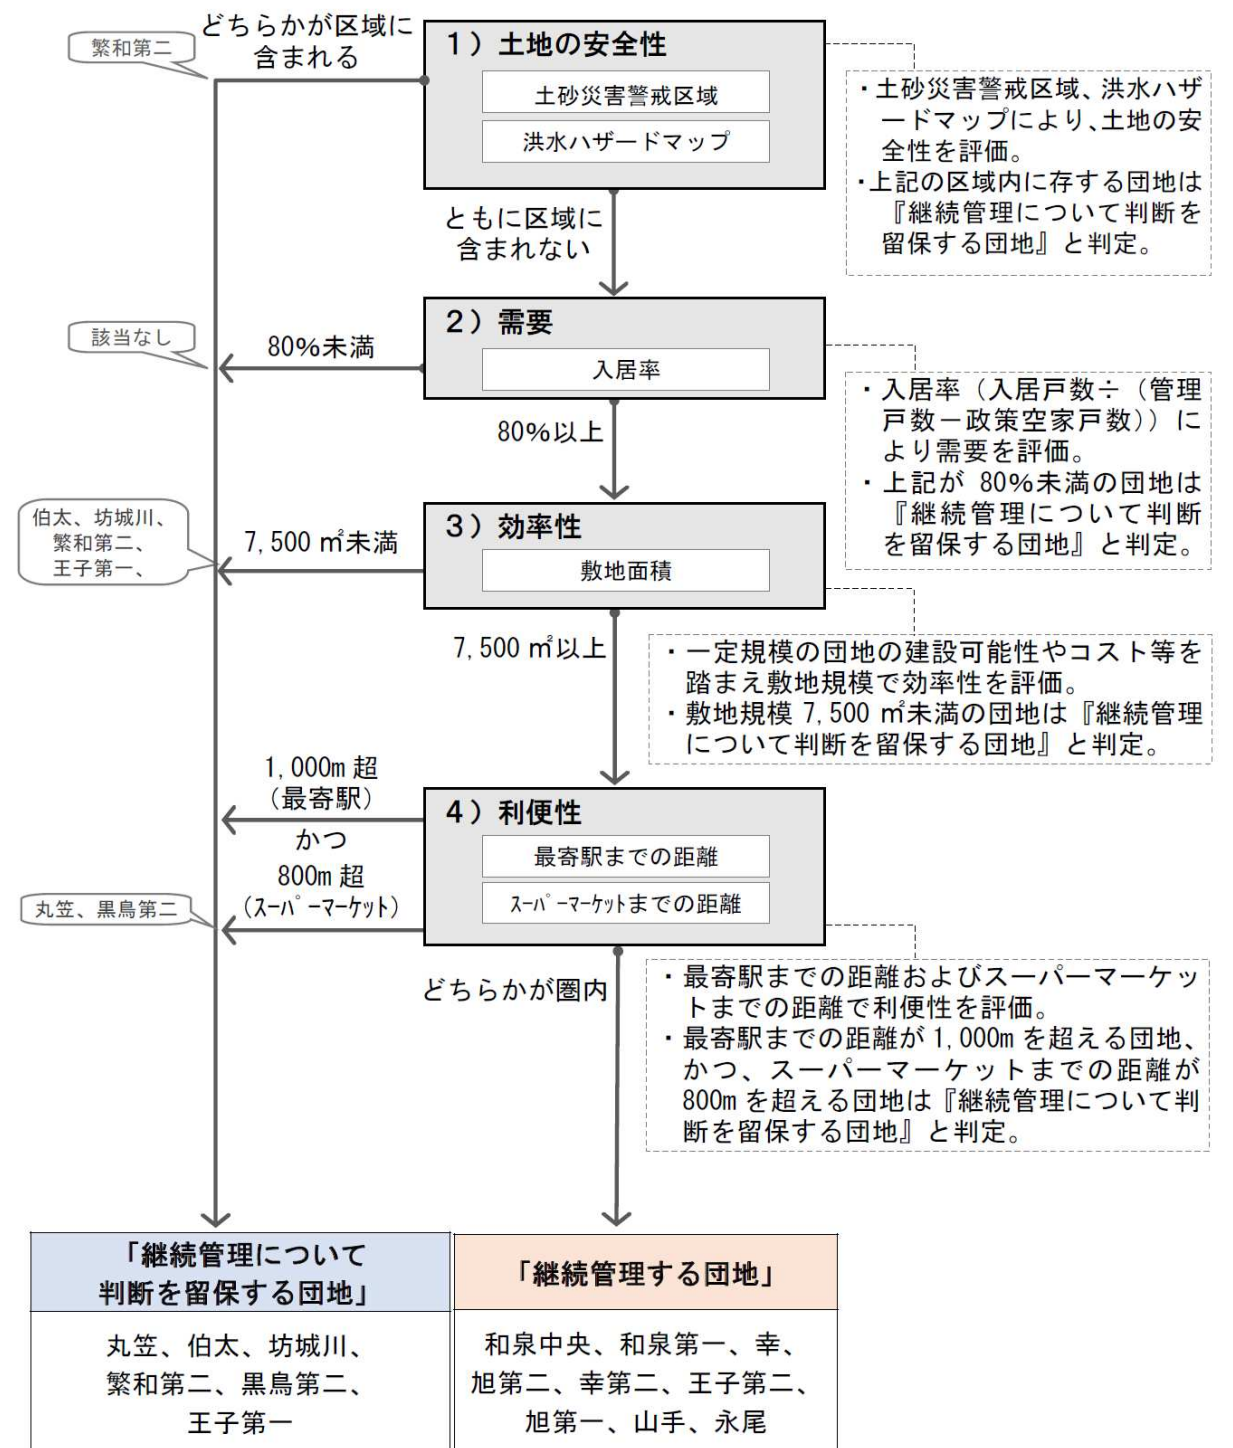 どちらかが区域に
含まれる
繁和第二
1）土地の安全性
土砂災害警戒区域
洪水ハザードマップ
・土砂災害警戒区域、洪水ハザ
ードマップにより、土地の安
全性を評価。
・上記の区域内に存する団地は
『継続管理について判断を
留保する団地』と判定。
ともに区域に
含まれない
該当なし
80%未満
2）需要
入居率
・入居率（入居戸数÷（管理
戸数－政策空家戸数））に
より需要を評価。
・上記が 80%未満の団地は
『継続管理について判断
を留保する団地』と判定。
80%以上
伯太、坊城川、
繁和第二、
王子第一、
7,500 ㎡未満
3）効率性
敷地面積
・一定規模の団地の建設可能性やコスト等を
踏まえ敷地規模で効率性を評価。
・敷地規模 7,500 ㎡未満の団地は『継続管理
について判断を留保する団地』と判定。
7,500 ㎡以上
1,000m 超
（最寄駅）
かつ
800m 超
（ｽｰﾊﾟｰﾏｰｹｯﾄ）
丸笠、黒鳥第二
4）利便性
最寄駅までの距離
ｽｰﾊﾟｰﾏｰｹｯﾄまでの距離
・最寄駅までの距離およびスーパーマーケッ
トまでの距離で利便性を評価。
・最寄駅までの距離が 1,000m を超える団地、
かつ、スーパーマーケットまでの距離が
800m を超える団地は『継続管理について判
断を留保する団地』と判定。
どちらかが圏内
「継続管理について
判断を留保する団地」
丸笠、伯太、坊城川、
繁和第二、黒鳥第二、
王子第一
「継続管理する団地」
和泉中央、和泉第一、幸、
旭第二、幸第二、王子第二、
旭第一、山手、永尾